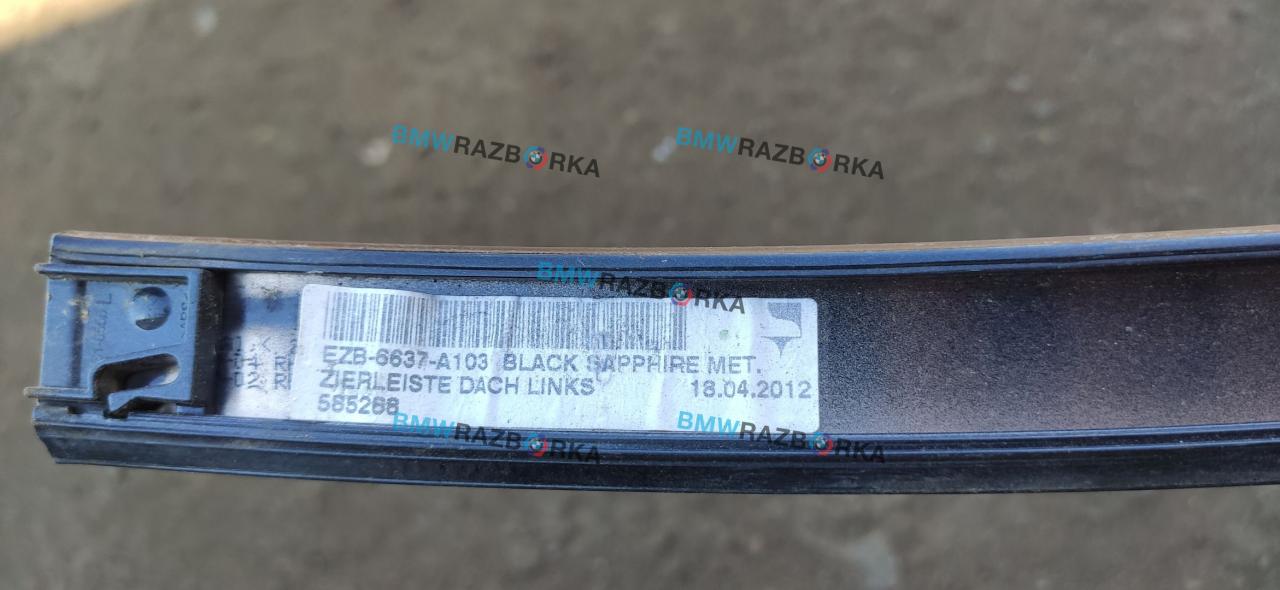 BMWRAZBORKA
BMWRAZBORKA
BMWRAZBORKA
EZB-6637-A103 BLACK SAPPHIRE MET.
ZIERLEISTE DACH LINKS 18.04.2012
585268
BMWRAZBORKA
BMWRAZBORKA